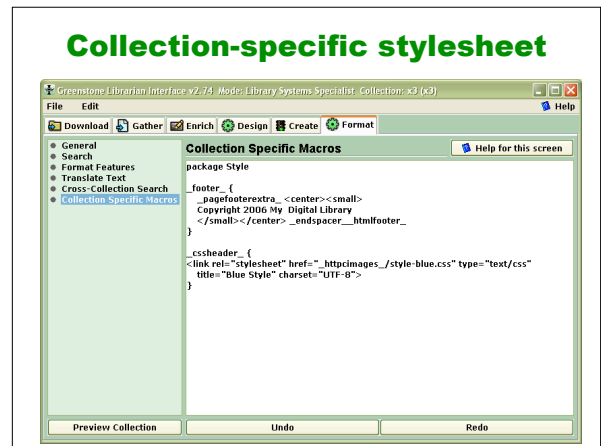 Collection-specific stylesheet
Greenstone Librarian Interface v2.74 Mode: Library Systems Specialist Collection: x3 (x3)
File Edit Help
Download Gather Enrich Design Create Format
General
Search
Format Features
Translate Text
Cross-Collection Search
Collection Specific Macros
Collection Specific Macros
Help for this screen
package Style
_footer_ {
_pagefooterextra_ <center><small>
Copyright 2006 My Digital Library
</small></center> _endspacer__htmlfooter_
}
_cssheader_ {
<link rel="stylesheet" href="_httpcimages_/style-blue.css" type="text/css"
title="Blue Style" charset="UTF-8">
}
Preview Collection Undo Redo